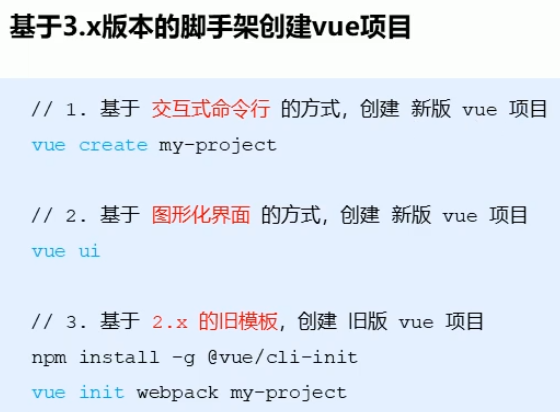 基于3.x版本的脚手架创建vue项目
// 1. 基于 交互式命令行 的方式，创建 新版 vue 项目
vue create my-project
// 2. 基于 图形化界面 的方式，创建 新版 vue 项目
vue ui
// 3. 基于 2.x 的旧模板，创建 旧版 vue 项目
npm install -g @vue/cli-init
vue init webpack my-project